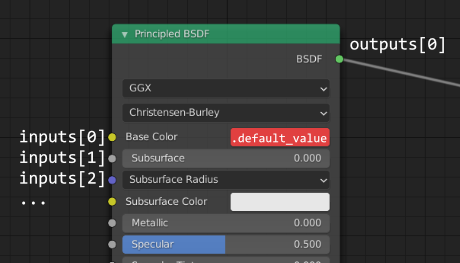 Principled BSDF
outputs[0]
BSDF
GGX
Christensen-Burley
inputs[0] Base Color .default_value
inputs[1] Subsurface 0.000
inputs[2] Subsurface Radius
... Subsurface Color
Metallic 0.000
Specular 0.500